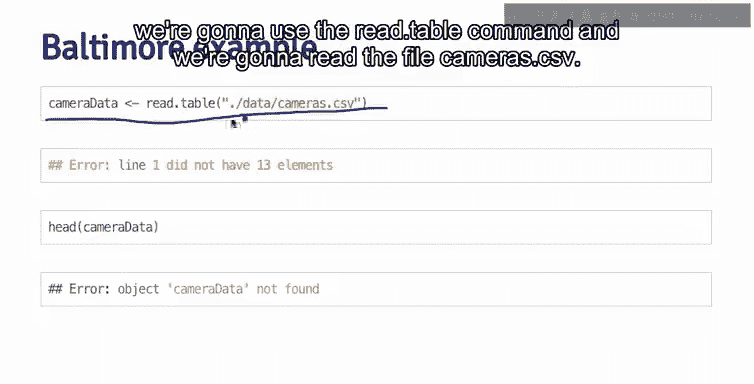 we're gonna use the read.table command and
Baltimore example
we're gonna read the file cameras.csv.
cameraData <- read.table("./data/cameras.csv")
## Error: line 1 did not have 13 elements
head(cameraData)
## Error: object 'cameraData' not found